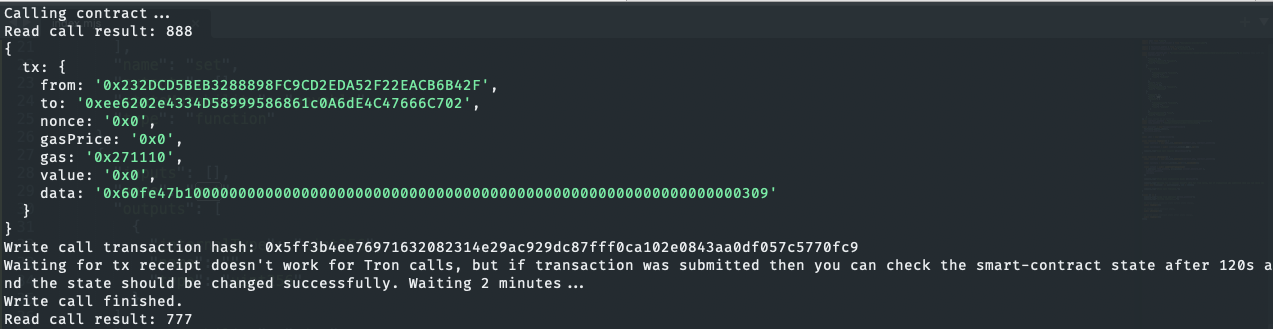 Calling contract...
Read call result: 888
{
  tx: {
    from: '0x232DCD5BEB3288898FC9CD2EDA52F22EACB6B42F',
    to: '0xee6202e4334D58999586861c0A6dE4C47666C702',
    nonce: '0x0',
    gasPrice: '0x0',
    gas: '0x271110',
    value: '0x0',
    data: '0x60fe47b10000000000000000000000000000000000000000000000000000000000000309'
  }
}
Write call transaction hash: 0x5ff3b4ee76971632082314e29ac929dc87fff0ca102e0843aa0df057c5770fc9
Waiting for tx receipt doesn't work for Tron calls, but if transaction was submitted then you can check the smart-contract state after 120s a
nd the state should be changed successfully. Waiting 2 minutes...
Write call finished.
Read call result: 777